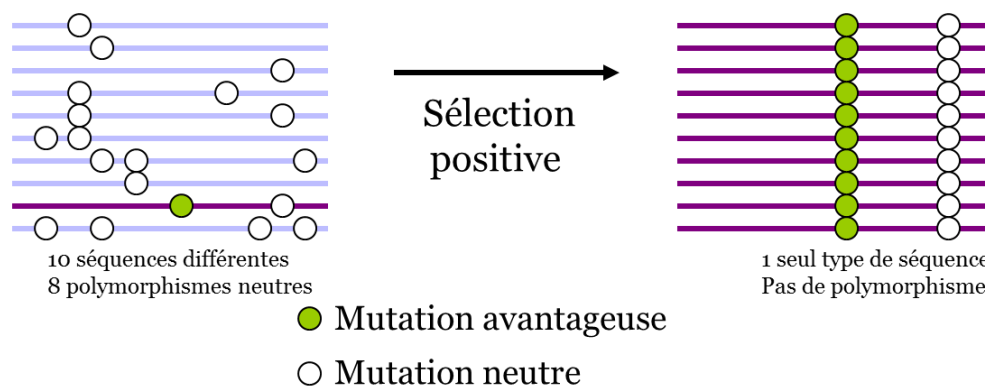 Sélection
positive
10 séquences différentes
8 polymorphismes neutres
1 seul type de séquence
Pas de polymorphisme
Mutation avantageuse
Mutation neutre